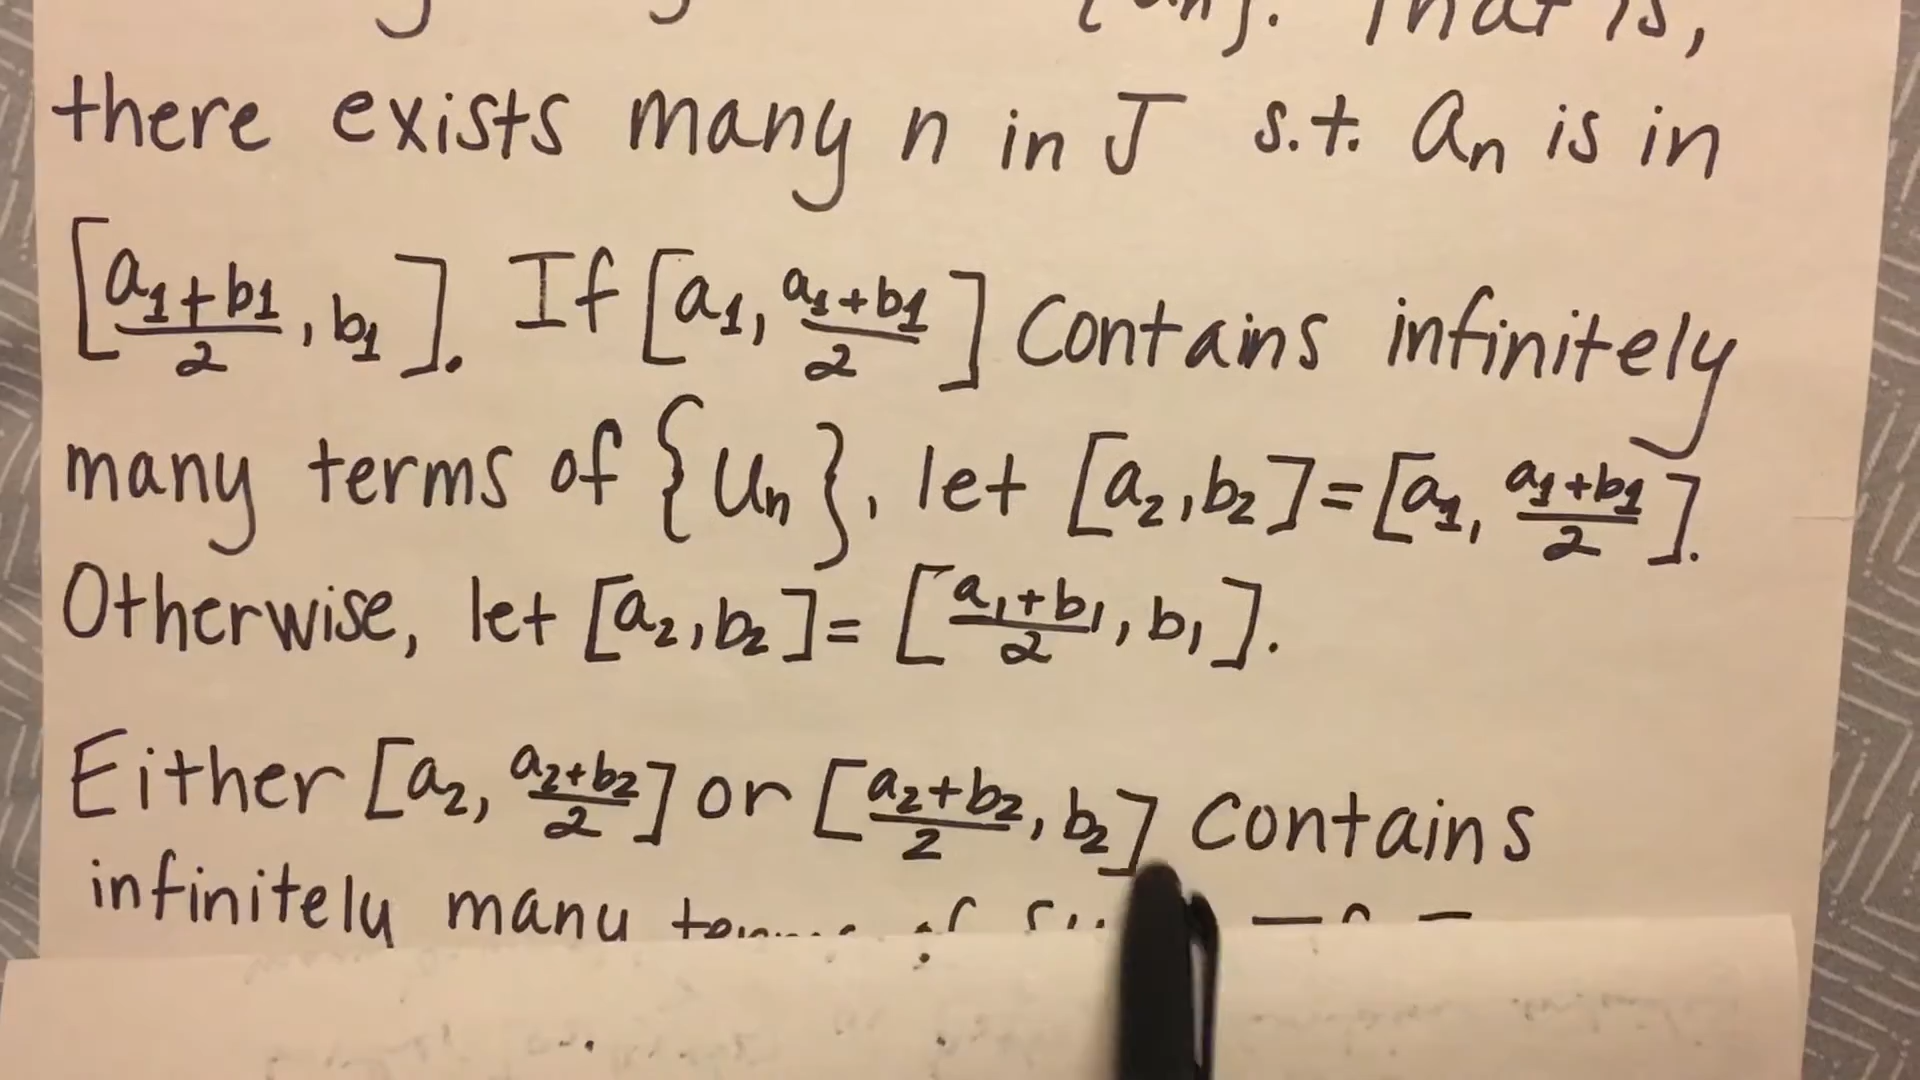 That is,
there exists many n in J s.t. an is in
[a1+b1/2, b1]. If [a1, a1+b1/2] contains infinitely
many terms of {un}, let [a2, b2]=[a1, a1+b1/2].
Otherwise, let [a2, b2]= [a1+b1/2, b1].
Either [a2, a2+b2/2] or [a2+b2/2, b2] contains
infinitely many